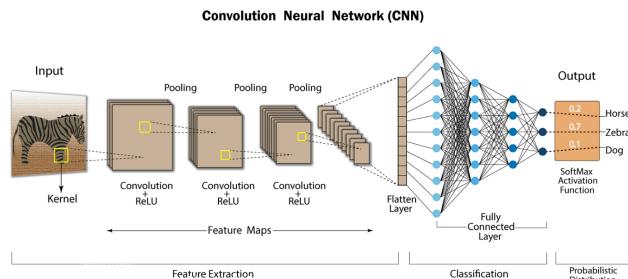 Convolution Neural Network (CNN)
Input
Pooling
Pooling
Pooling
Output
0.2
Horse
0.7
Zebra
0.1
Dog
SoftMax
Activation
Function
Kernel
Convolution
+
ReLU
Convolution
+
ReLU
Convolution
+
ReLU
Flatten
Layer
Fully
Connected
Layer
Feature Maps
Feature Extraction
Classification
Probabilistic
Distribution